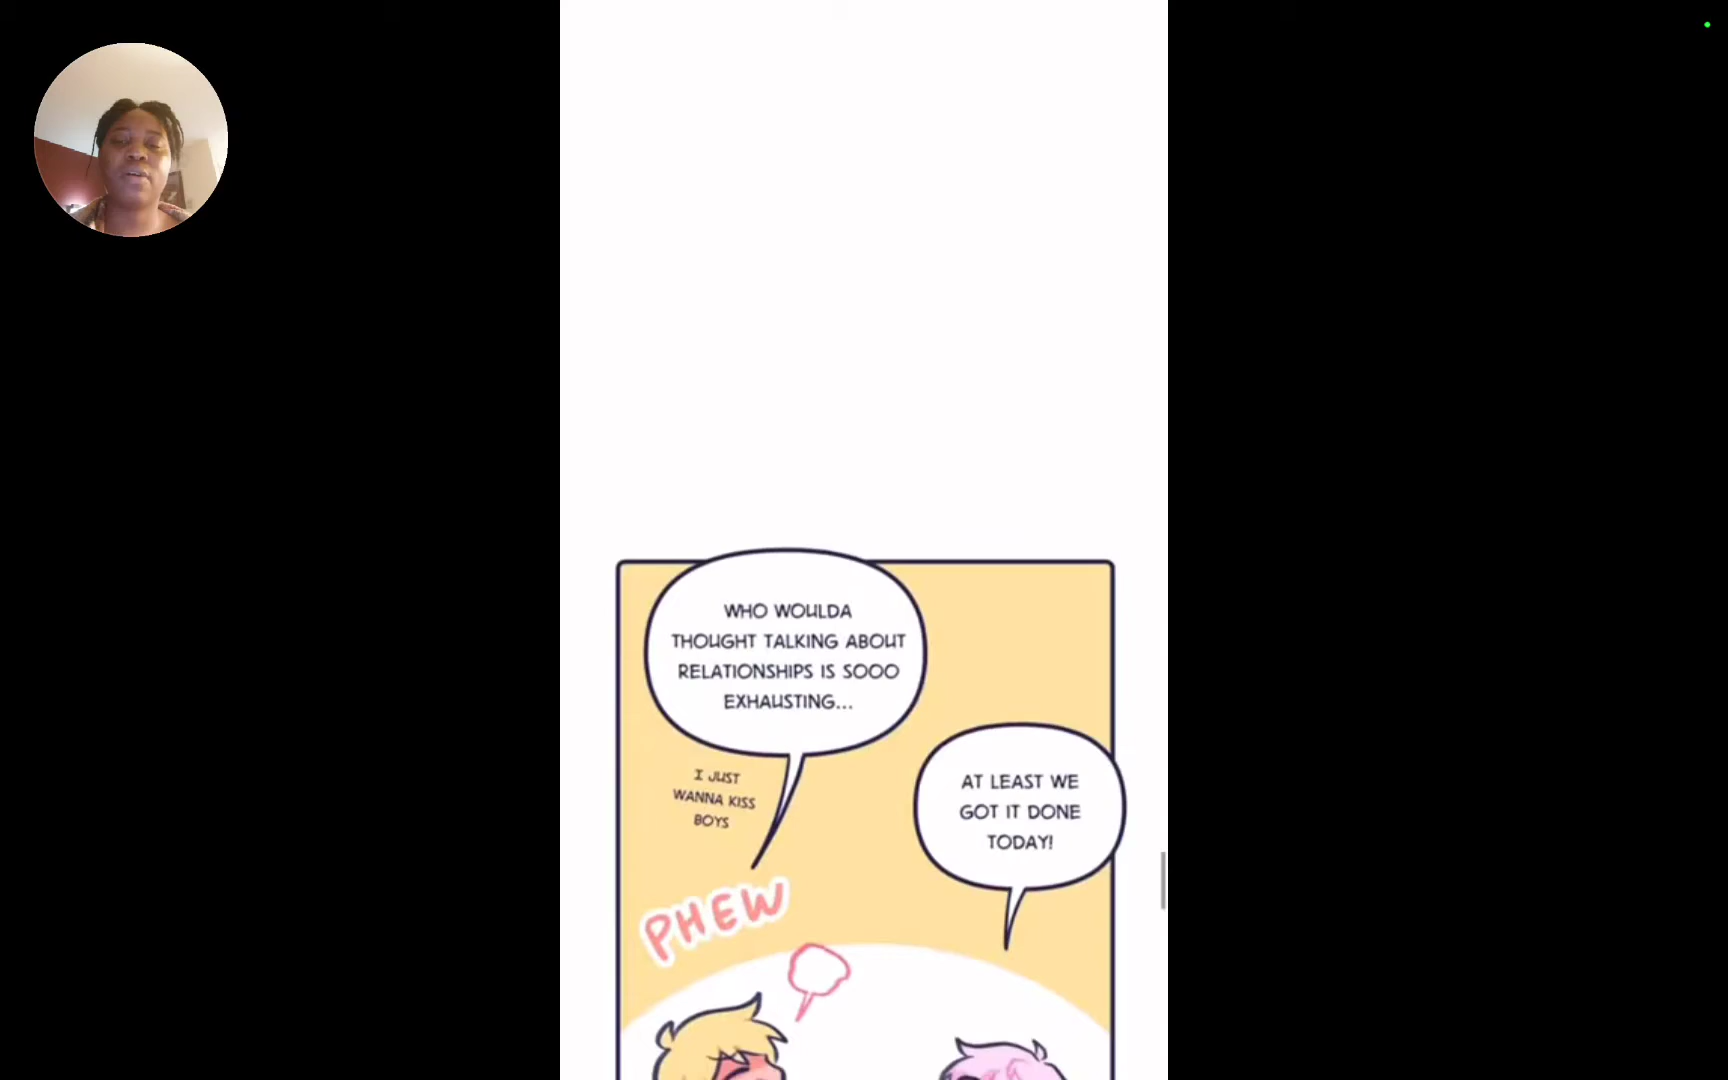 WHO WOULDA
THOUGHT TALKING ABOUT
RELATIONSHIPS IS SOOO
EXHAUSTING...
I JUST
WANNA KISS
BOYS
AT LEAST WE
GOT IT DONE
TODAY!
PHEW